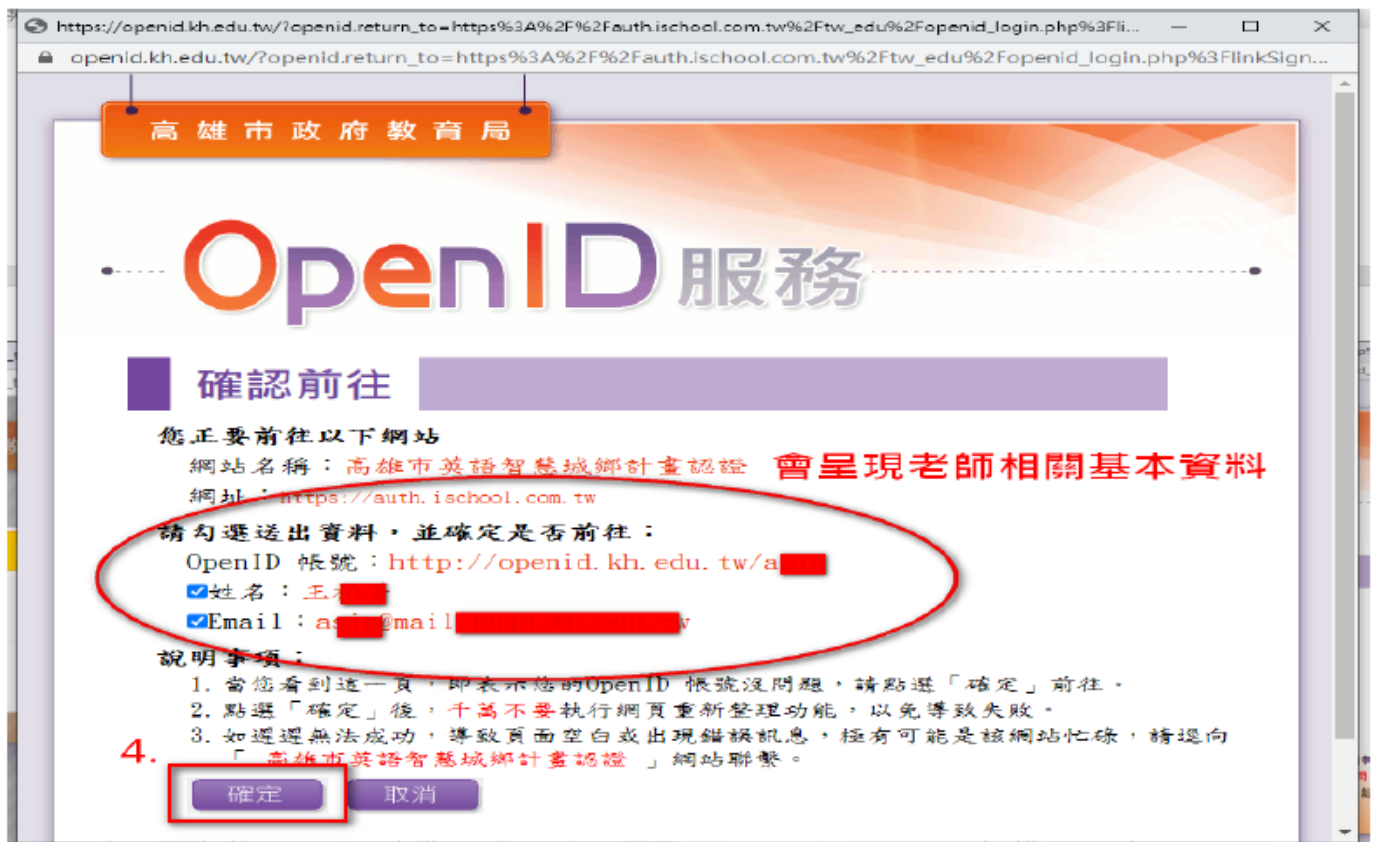 https://openid.kh.edu.tw/?openid.return_to=https%3A%2F%2Fauth.ischool.com.tw%2Ftw_edu%2Fopenid_login.php%3Fli...
openid.kh.edu.tw/?openid.return_to=https%3A%2F%2Fauth.ischool.com.tw%2Ftw_edu%2Fopenid_login.php%3FlinkSign...
高雄市政府教育局
OpenID服務
確認前往
您正要前往以下網站
網站名稱：高雄市英語智慧城鄉計畫認證 會呈現老師相關基本資料
網址：https://auth.ischool.com.tw
請勾選送出資料，並確定是否前往：
OpenID 帳號：http://openid.kh.edu.tw/a
姓名：王
Email：as @mail
說明事項：
1. 當您看到這一頁，即表示您的OpenID 帳號沒問題，請點選「確定」前往。
2. 點選「確定」後，千萬不要執行網頁重新整理功能，以免導致失敗。
3. 如遲遲無法成功，導致頁面空白或出現錯誤訊息，極有可能是該網站忙碌，請逕向
「 高雄市英語智慧城鄉計畫認證 」網站聯繫。
4.
確定 取消